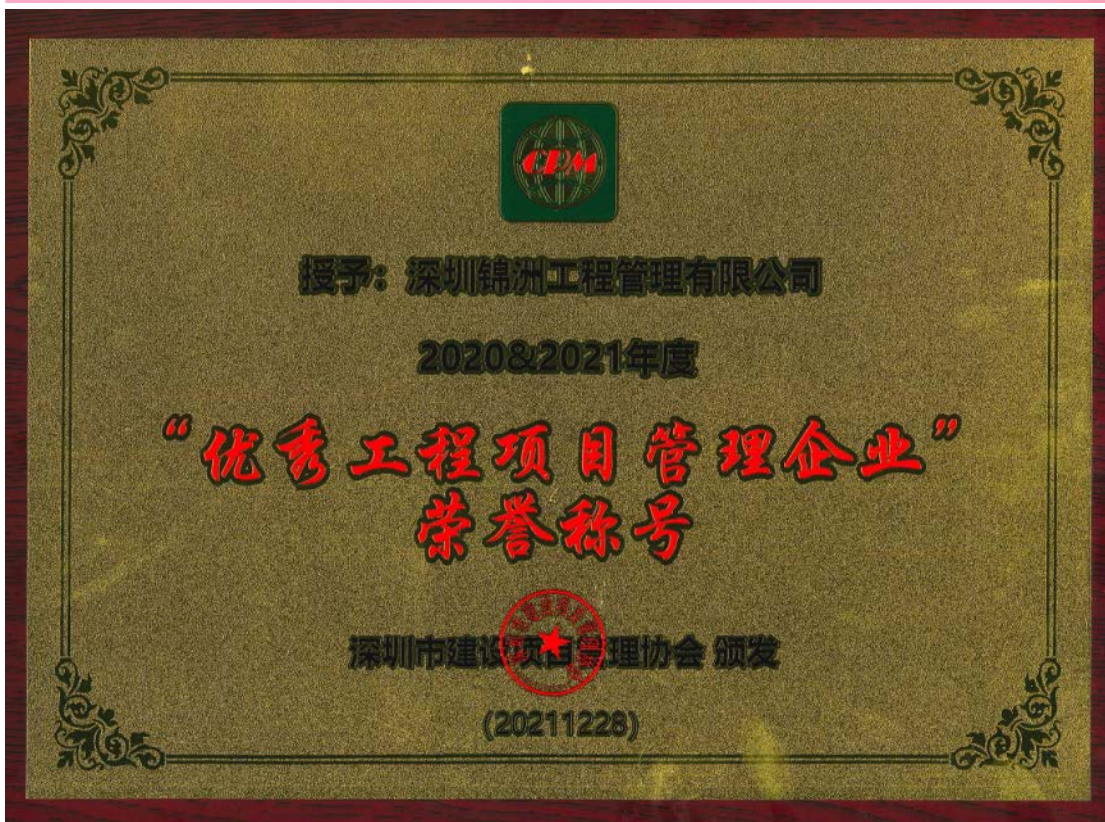 CPM
授予：深圳锦洲工程管理有限公司
2020&2021年度
“优秀工程项目管理企业”
荣誉称号
深圳市建设项目管理协会 颁发
(20211228)